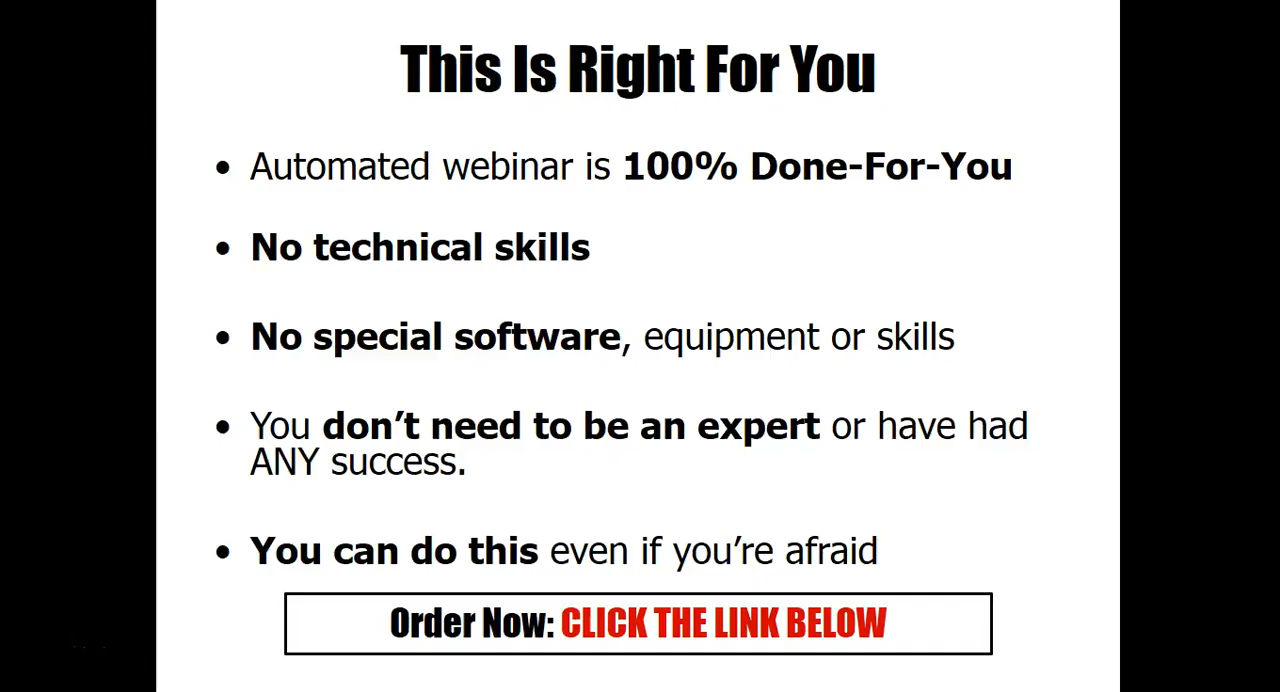 This Is Right For You
• Automated webinar is 100% Done-For-You
• No technical skills
• No special software, equipment or skills
• You don’t need to be an expert or have had
ANY success.
• You can do this even if you’re afraid
Order Now: CLICK THE LINK BELOW